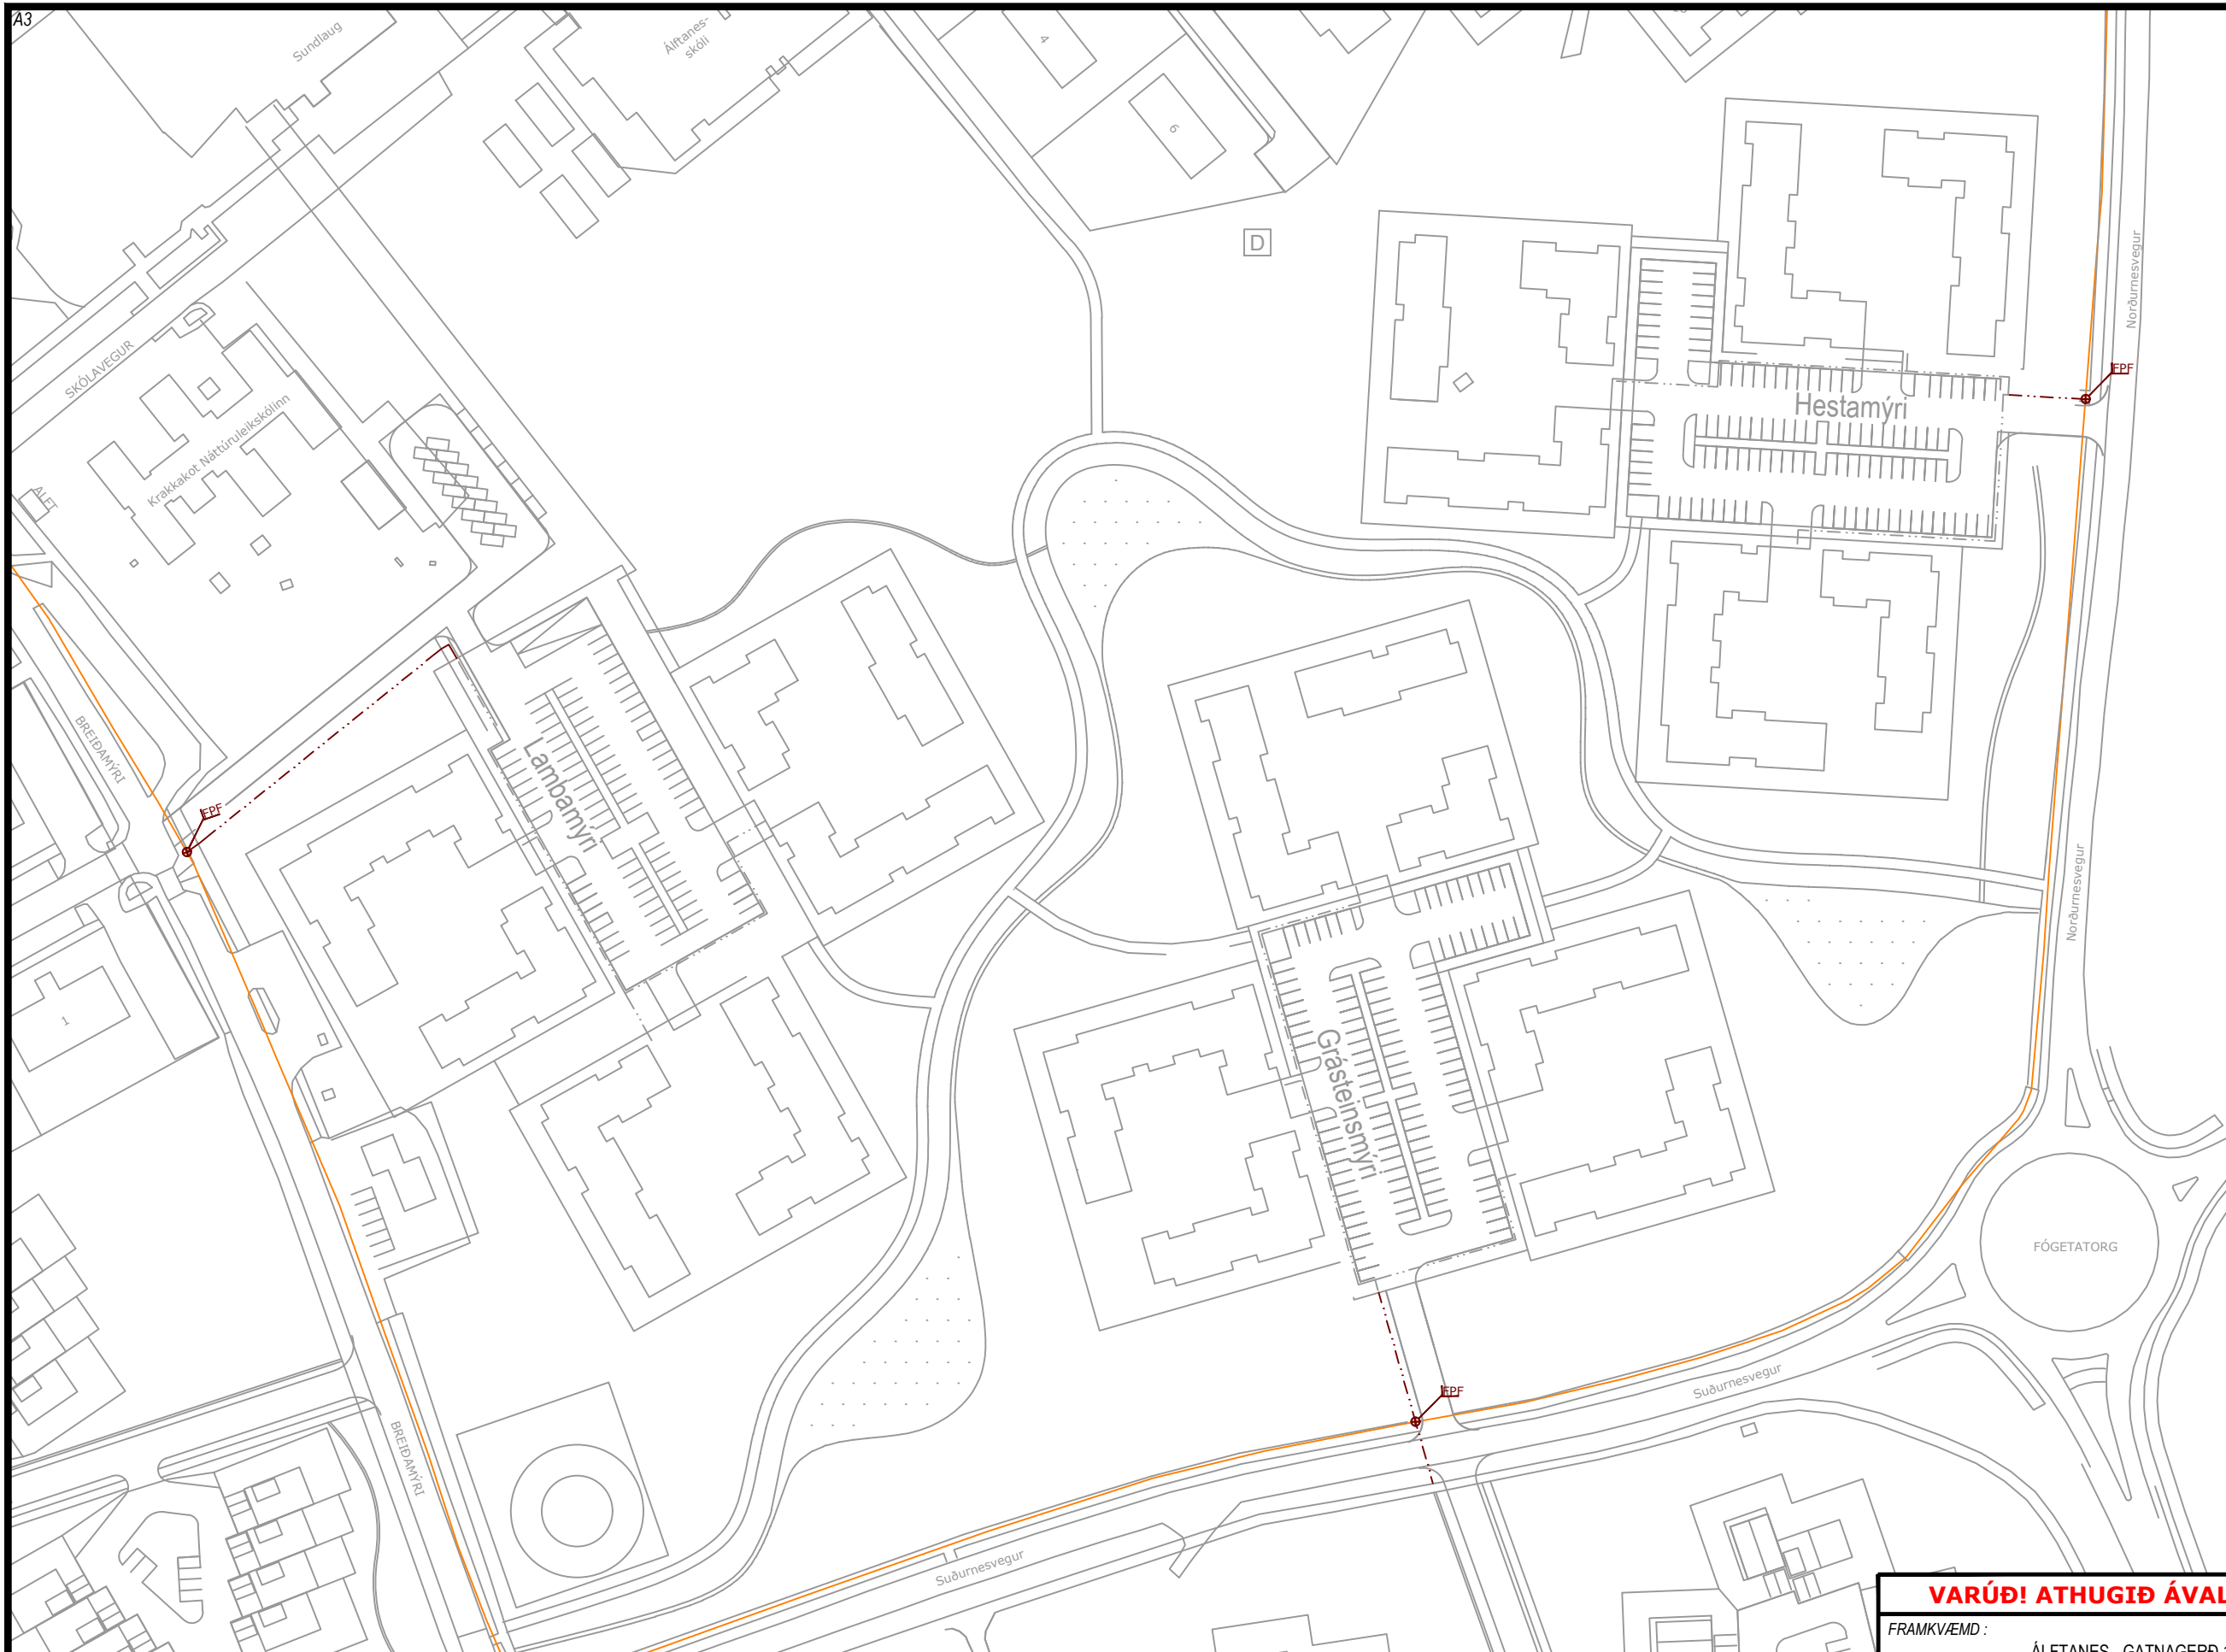 A3
Sundlaug
Álftanes-
skóli
4
6
D
Norðurnesvegur
SKÓLAVEGUR
EPF
Krakkakot Náttúruleikskólinn
Hestamýri
ÁLFT
BREIÐAMÝRI
Lambamýri
EPF
Norðurnesvegur
1
Grásteinsmýri
FÓGETATORG
Suðurnesvegur
EPF
BREIÐAMÝRI
Suðurnesvegur
VARÚÐ! ATHUGIÐ ÁVAL
FRAMKVÆMD :
ÁLFTANES - GATNAGERÐ